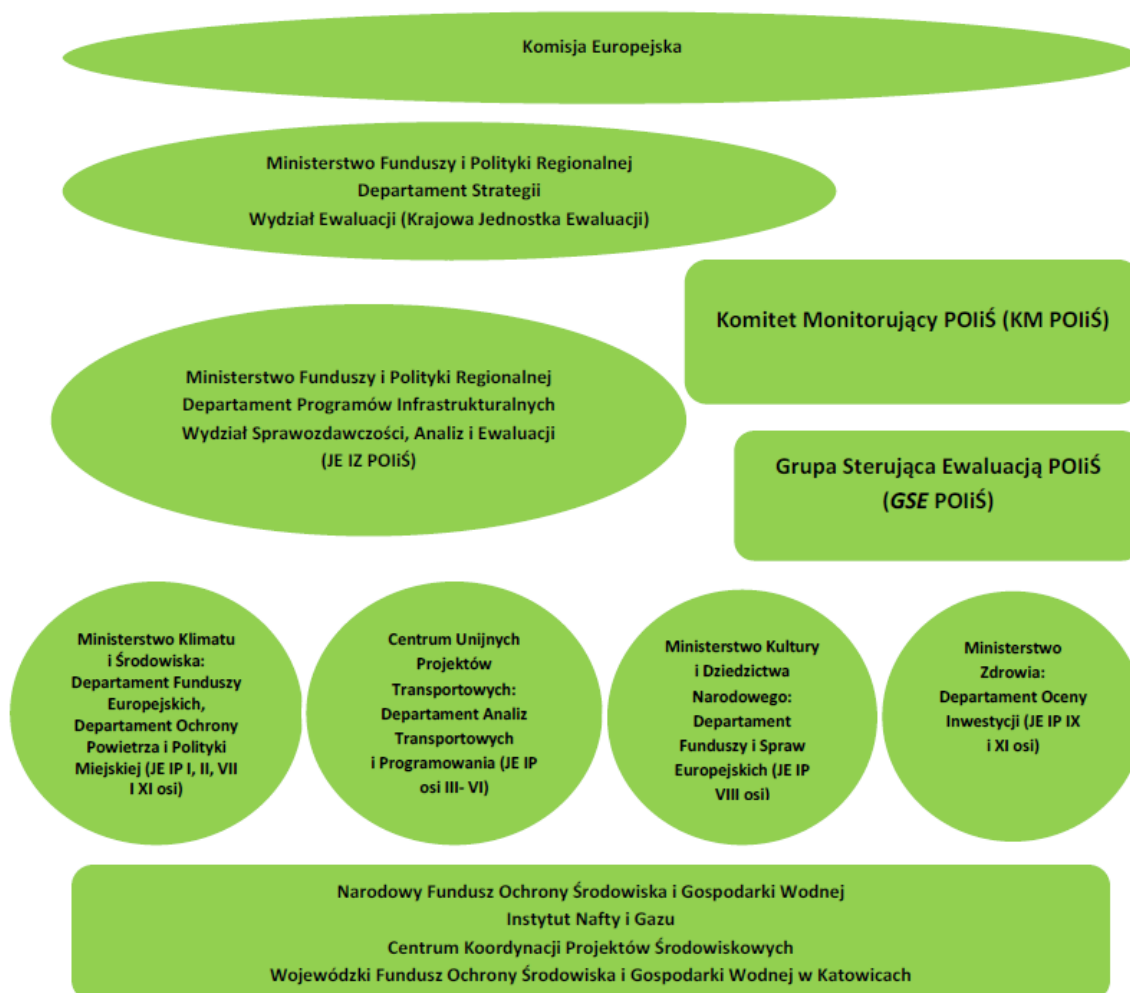 Komisja Europejska
Ministerstwo Funduszy i Polityki Regionalnej
Departament Strategii
Wydział Ewaluacji (Krajowa Jednostka Ewaluacji)
Komitet Monitorujący POIiŚ (KM POIiŚ)
Ministerstwo Funduszy i Polityki Regionalnej
Departament Programów Infrastrukturalnych
Wydział Sprawozdawczości, Analiz i Ewaluacji
(JE IZ POIiŚ)
Grupa Sterująca Ewaluacją POIiŚ
(GSE POIiŚ)
Ministerstwo Klimatu
i Środowiska:
Departament Funduszy
Europejskich,
Departament Ochrony
Powietrza i Polityki
Miejskiej (JE IP I, II, VII
I XI osi)
Centrum Unijnych
Projektów
Transportowych:
Departament Analiz
Transportowych
i Programowania (JE IP
osi III- VI)
Ministerstwo Kultury
i Dziedzictwa
Narodowego:
Departament
Funduszy i Spraw
Europejskich (JE IP
VIII osi)
Ministerstwo
Zdrowia:
Departament Oceny
Inwestycji (JE IP IX
i XI osi)
Narodowy Fundusz Ochrony Środowiska i Gospodarki Wodnej
Instytut Nafty i Gazu
Centrum Koordynacji Projektów Środowiskowych
Wojewódzki Fundusz Ochrony Środowiska i Gospodarki Wodnej w Katowicach